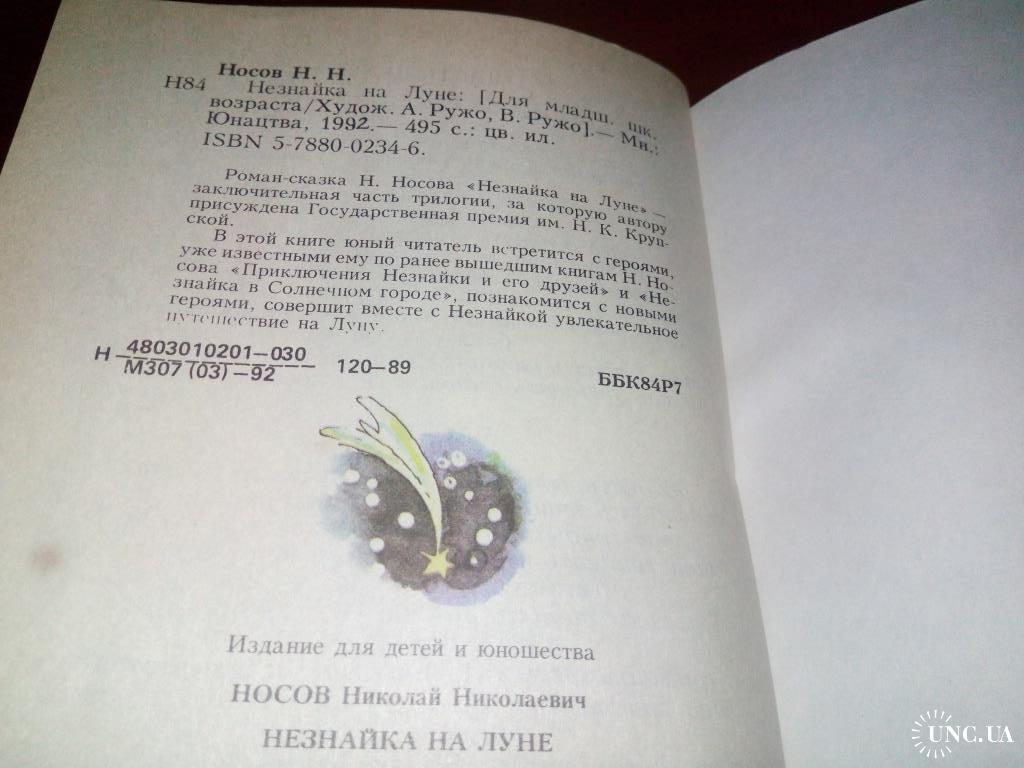 Носов Н. Н.
Н84 Незнайка на Луне: [Для младш. шк.
возраста/Худож. А. Ружо, В. Ружо].— Мн.:
Юнацтва, 1992.— 495 с.: цв. ил.
ISBN 5-7880-0234-6.
Роман-сказка Н. Носова «Незнайка на Луне» —
заключительная часть трилогии, за которую автору
присуждена Государственная премия им. Н. К. Круп-
ской.
В этой книге юный читатель встретится с героями,
уже известными ему по ранее вышедшим книгам Н. Но-
сова «Приключения Незнайки и его друзей» и «Не-
знайка в Солнечном городе», познакомится с новыми
героями, совершит вместе с Незнайкой увлекательное
путешествие на Луну.
Н 4803010201—030
М307 (03)—92 120—89
ББК84Р7
Издание для детей и юношества
НОСОВ Николай Николаевич
НЕЗНАЙКА НА ЛУНЕ
UNC.UA